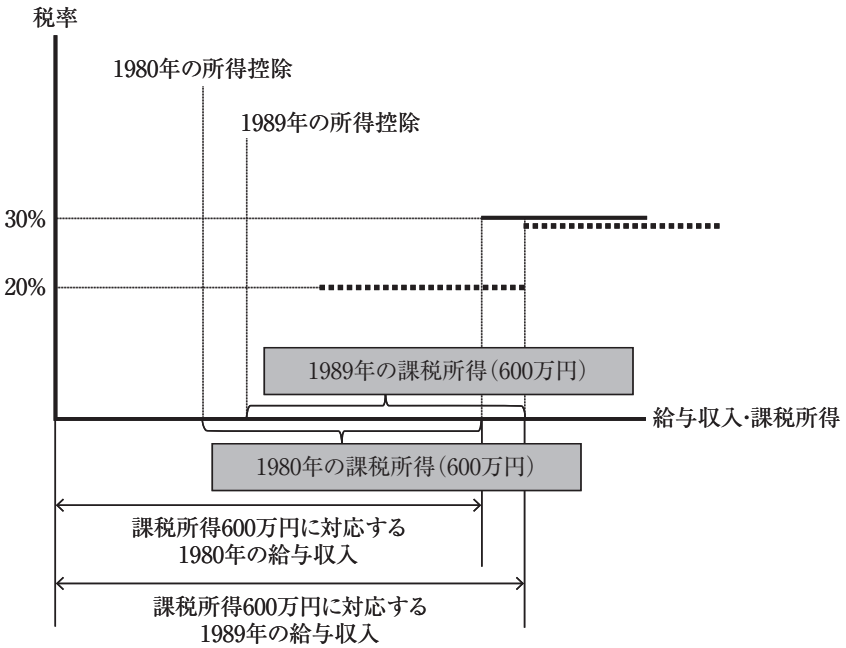 税率
1980年の所得控除
1989年の所得控除
30%
20%
1989年の課税所得（600万円）
給与収入・課税所得
1980年の課税所得（600万円）
課税所得600万円に対応する
1980年の給与収入
課税所得600万円に対応する
1989年の給与収入